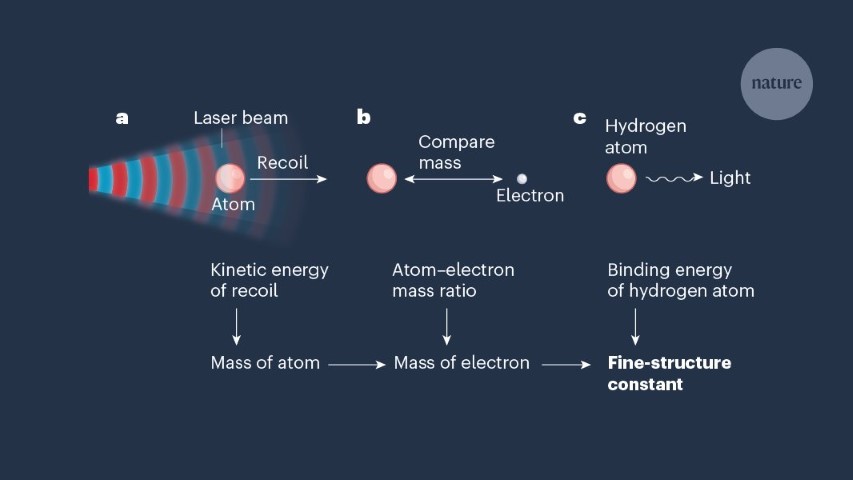 nature
a
Laser beam
Recoil
Atom
b
Compare
mass
Electron
c
Hydrogen
atom
Light
Kinetic energy
of recoil
Atom–electron
mass ratio
Binding energy
of hydrogen atom
Mass of atom
Mass of electron
Fine-structure
constant